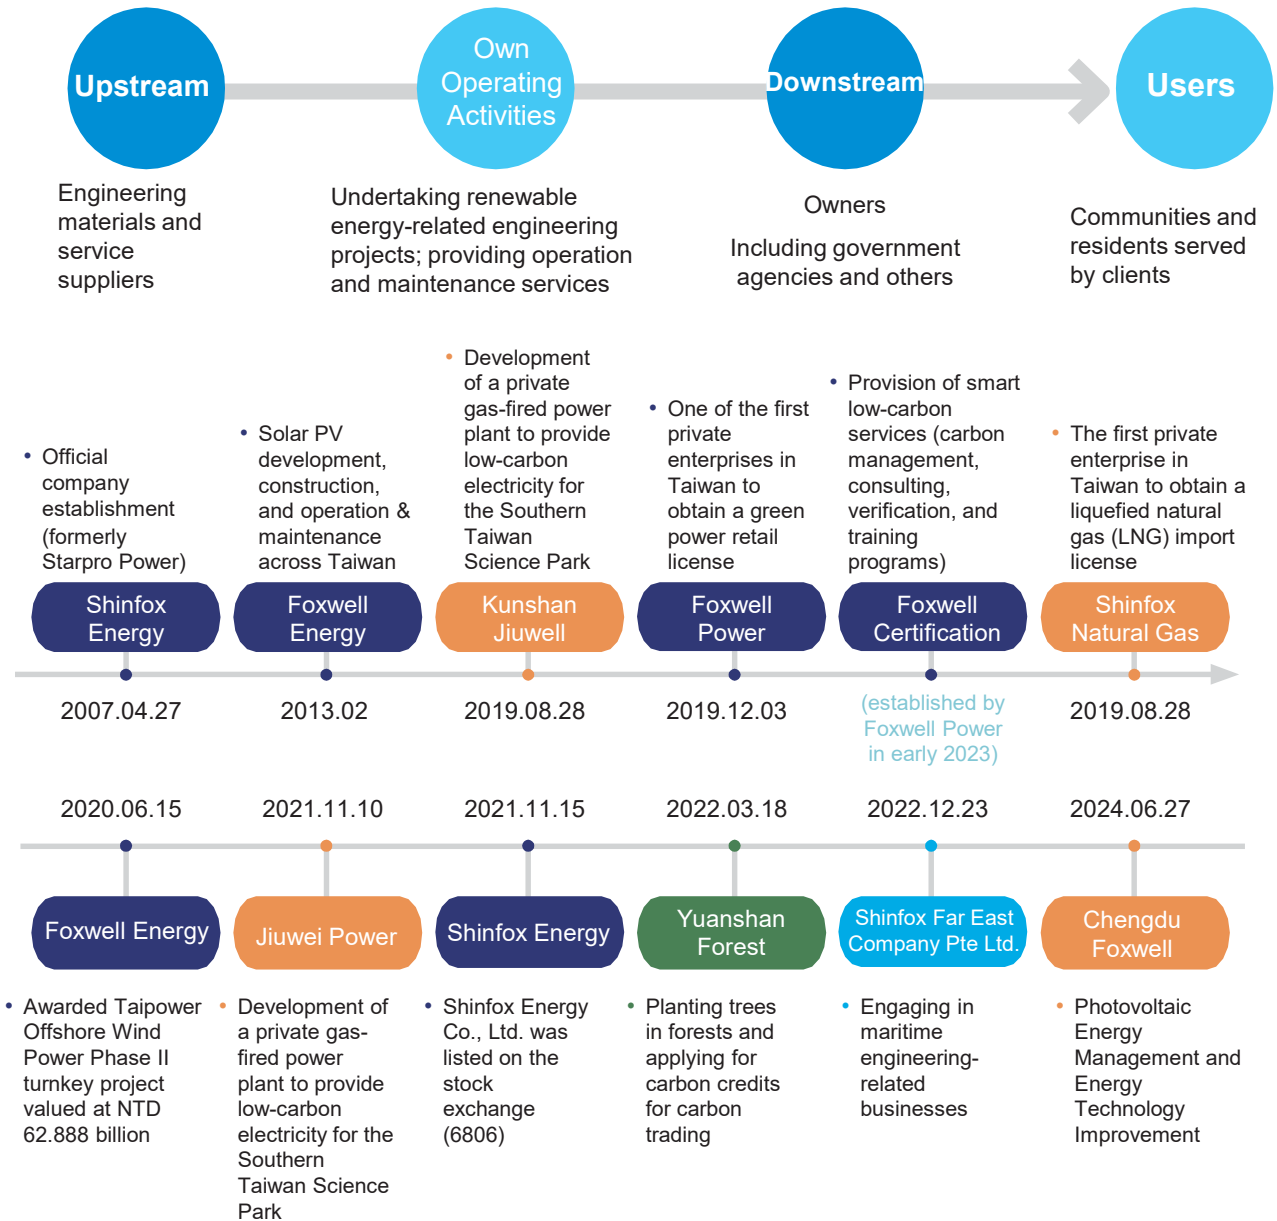 Upstream
Own
Operating
Activities
Downstream
Users
Engineering
materials and
service
suppliers
Undertaking renewable
energy-related engineering
projects; providing operation
and maintenance services
Owners
Including government
agencies and others
Communities and
residents served
by clients
• Official
company
establishment
(formerly
Starpro Power)
• Solar PV
development,
construction,
and operation &
maintenance
across Taiwan
• Development
of a private
gas-fired power
plant to provide
low-carbon
electricity for
the Southern
Taiwan
Science Park
• One of the first
private
enterprises in
Taiwan to
obtain a green
power retail
license
• Provision of smart
low-carbon
services (carbon
management,
consulting,
verification, and
training
programs)
• The first private
enterprise in
Taiwan to obtain a
liquefied natural
gas (LNG) import
license
Shinfox
Energy
Foxwell
Energy
Kunshan
Jiuwell
Foxwell
Power
Foxwell
Certification
Shinfox
Natural Gas
2007.04.27
2013.02
2019.08.28
2019.12.03
(established by
Foxwell Power
in early 2023)
2019.08.28
2020.06.15
2021.11.10
2021.11.15
2022.03.18
2022.12.23
2024.06.27
Foxwell Energy
Jiuwei Power
Shinfox Energy
Yuanshan
Forest
Shinfox Far East
Company Pte Ltd.
Chengdu
Foxwell
• Awarded Taipower
Offshore Wind
Power Phase II
turnkey project
valued at NTD
62.888 billion
• Development of
a private gas-
fired power
plant to provide
low-carbon
electricity for the
Southern
Taiwan Science
Park
• Shinfox Energy
Co., Ltd. was
listed on the
stock
exchange
(6806)
• Planting trees
in forests and
applying for
carbon credits
for carbon
trading
• Engaging in
maritime
engineering-
related
businesses
• Photovoltaic
Energy
Management and
Energy
Technology
Improvement